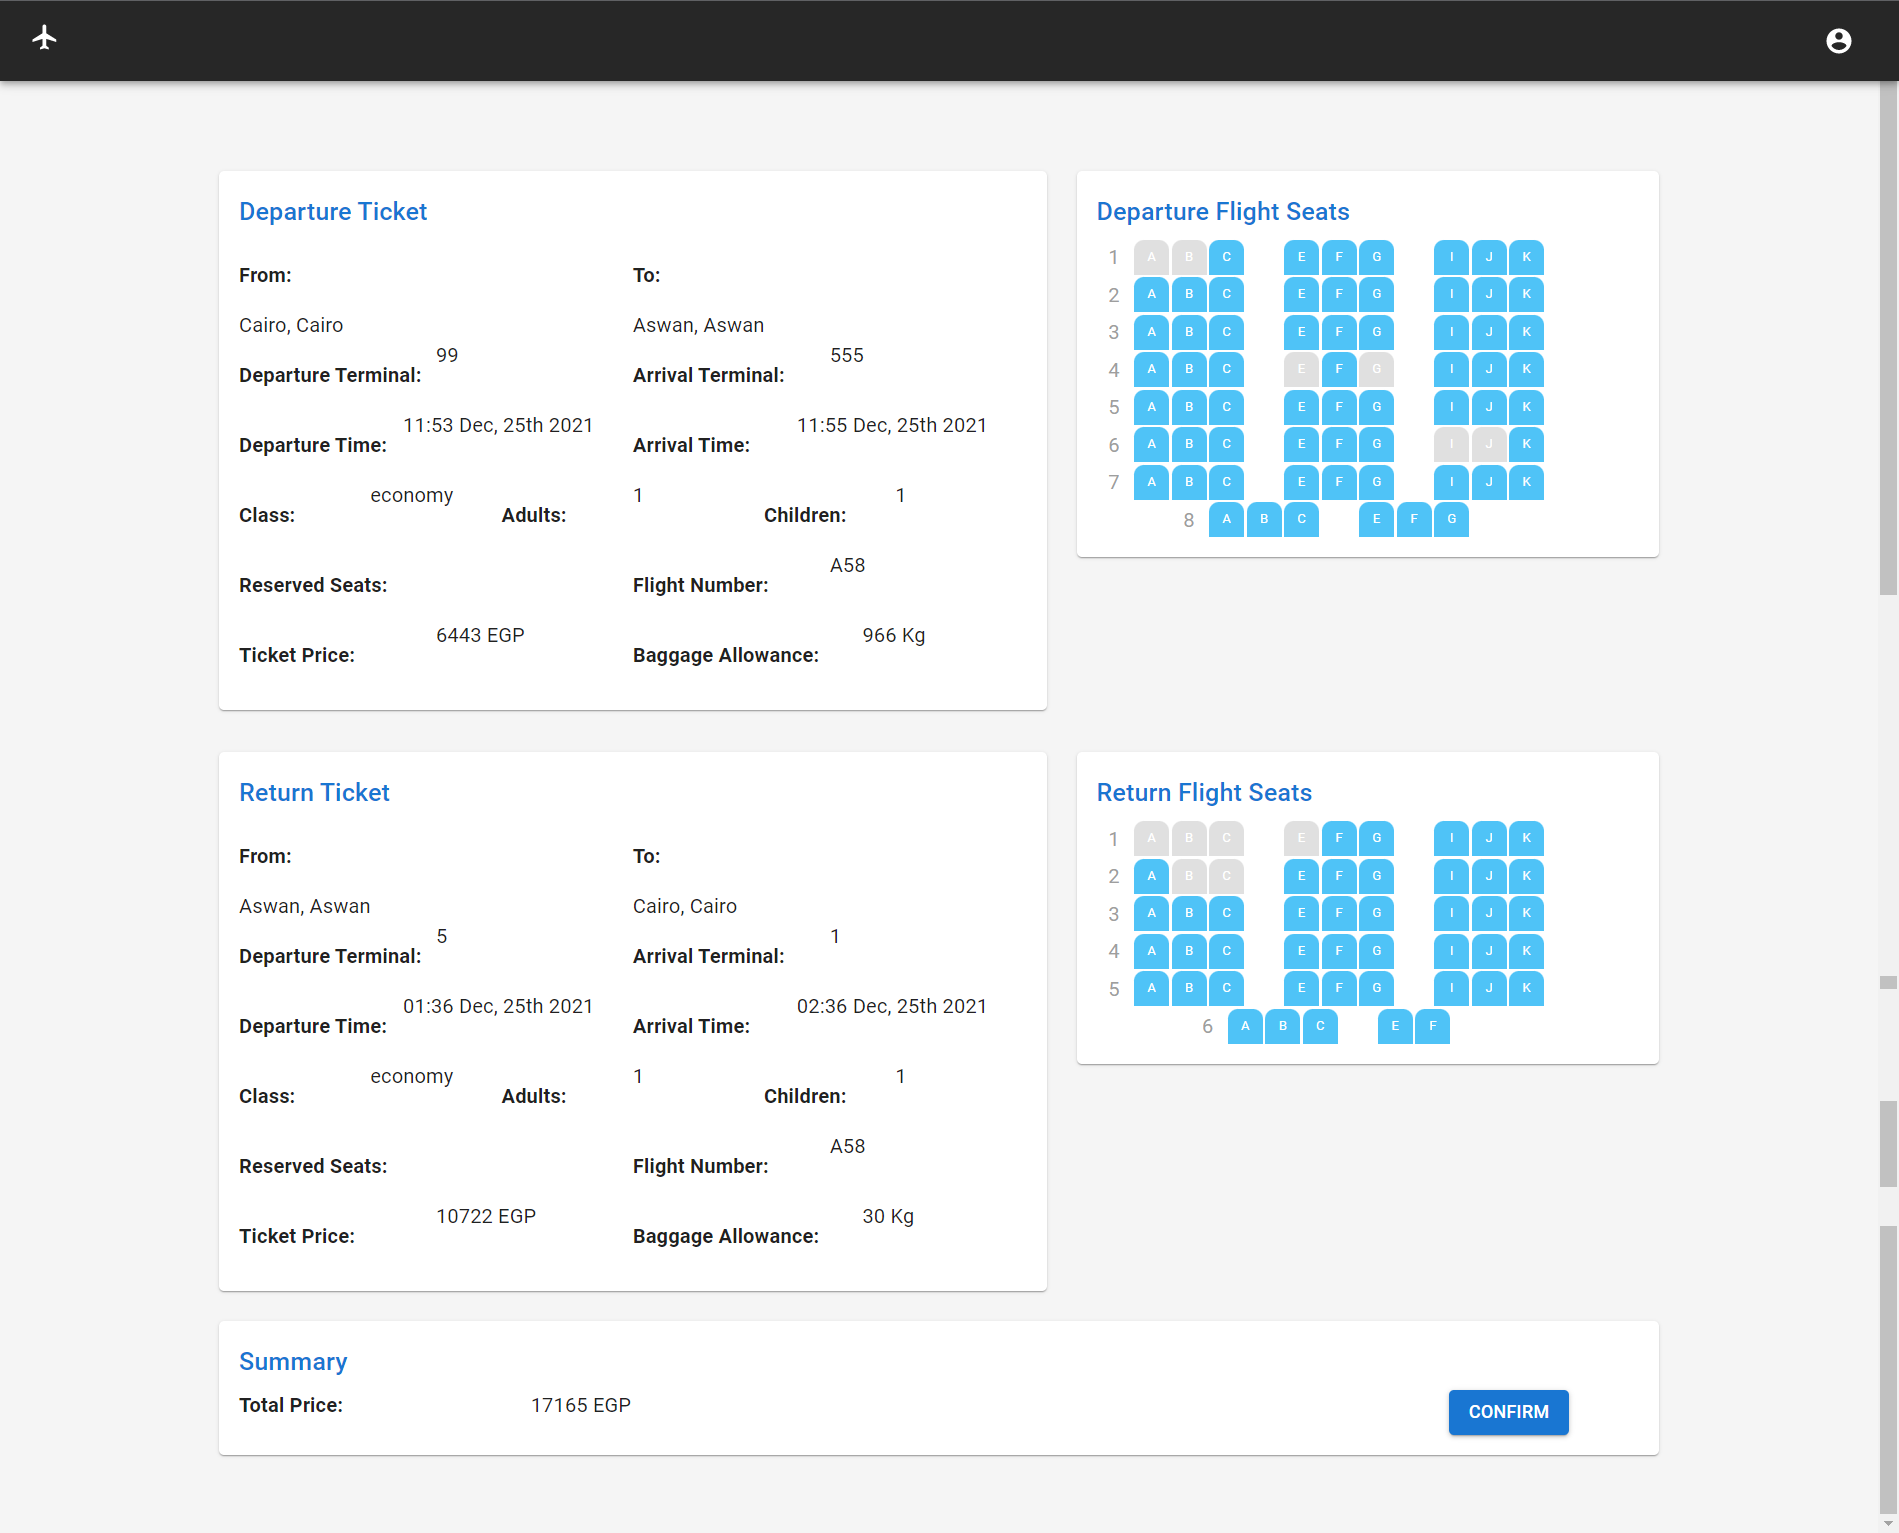 Departure Ticket
From: To:
Cairo, Cairo Aswan, Aswan
99 555
Departure Terminal: Arrival Terminal:
11:53 Dec, 25th 2021 11:55 Dec, 25th 2021
Departure Time: Arrival Time:
economy 1 1
Class: Adults: Children:
A58
Reserved Seats: Flight Number:
6443 EGP 966 Kg
Ticket Price: Baggage Allowance:
Departure Flight Seats
1 A B C E F G I J K
2 A B C E F G I J K
3 A B C E F G I J K
4 A B C E F G I J K
5 A B C E F G I J K
6 A B C E F G I J K
7 A B C E F G I J K
8 A B C E F G
Return Ticket
From: To:
Aswan, Aswan Cairo, Cairo
5 1
Departure Terminal: Arrival Terminal:
01:36 Dec, 25th 2021 02:36 Dec, 25th 2021
Departure Time: Arrival Time:
economy 1 1
Class: Adults: Children:
A58
Reserved Seats: Flight Number:
10722 EGP 30 Kg
Ticket Price: Baggage Allowance:
Return Flight Seats
1 A B C E F G I J K
2 A B C E F G I J K
3 A B C E F G I J K
4 A B C E F G I J K
5 A B C E F G I J K
6 A B C E F
Summary
Total Price: 17165 EGP
CONFIRM